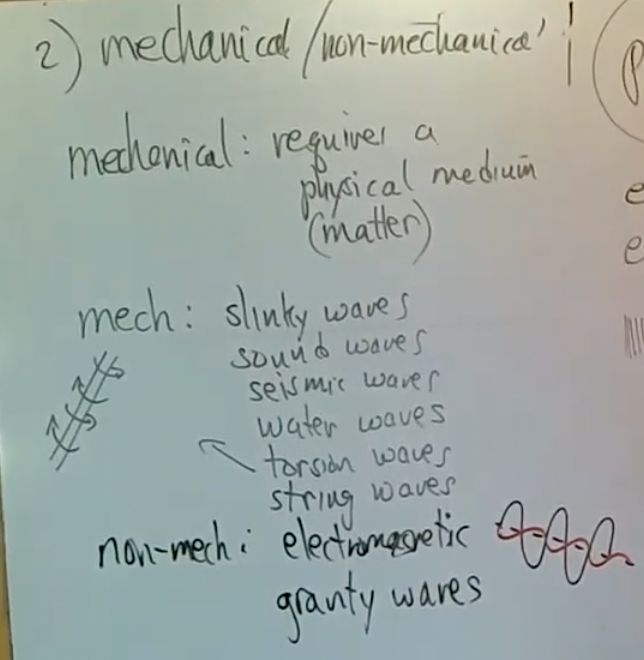 2) mechanical/non-mechanical
mechanical: requires a
physical medium
(matter)
mech: slinky waves
sound waves
seismic waves
water waves
torsion waves
string waves
non-mech: electromagnetic
gravity waves